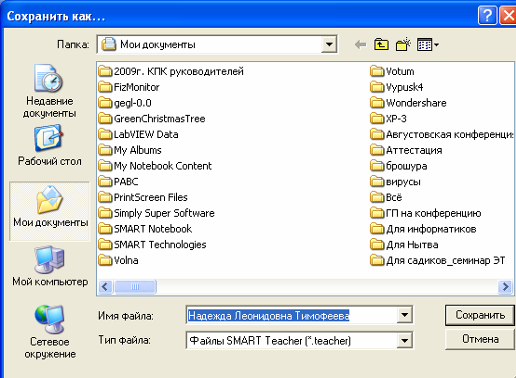 Сохранить как...
Папка:
Мои документы
Недавние документы
Рабочий стол
Мои документы
Мой компьютер
Сетевое окружение
2009г. КПК руководителей
FizMonitor
gegl-0.0
GreenChristmasTree
LabVIEW Data
My Albums
My Notebook Content
PABC
PrintScreen Files
Simply Super Software
SMART Notebook
SMART Technologies
Volna
Votum
Vypusk4
Wondershare
XP-3
Августовская конференци
Аттестация
брошюра
вирусы
Всё
ГП на конференцию
Для информатиков
Для Нытва
Для садиков_семинар ЭТ
Имя файла:
Надежда Леонидовна Тимофеева
Сохранить
Тип файла:
Файлы SMART Teacher (*.teacher)
Отмена